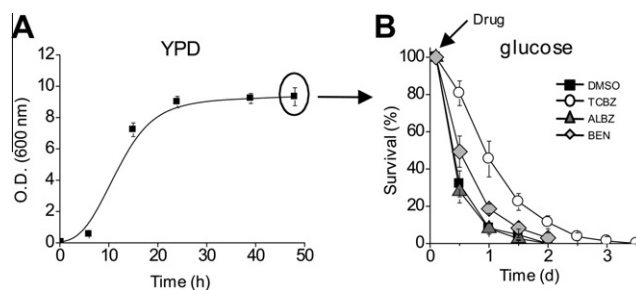 A
YPD
O.D. (600 nm)
12
10
8
6
4
2
0
0 10 20 30 40 50
Time (h)
B
Drug
glucose
Survival (%)
100
80
60
40
20
0
0 1 2 3
Time (d)
DMSO
TCBZ
ALBZ
BEN